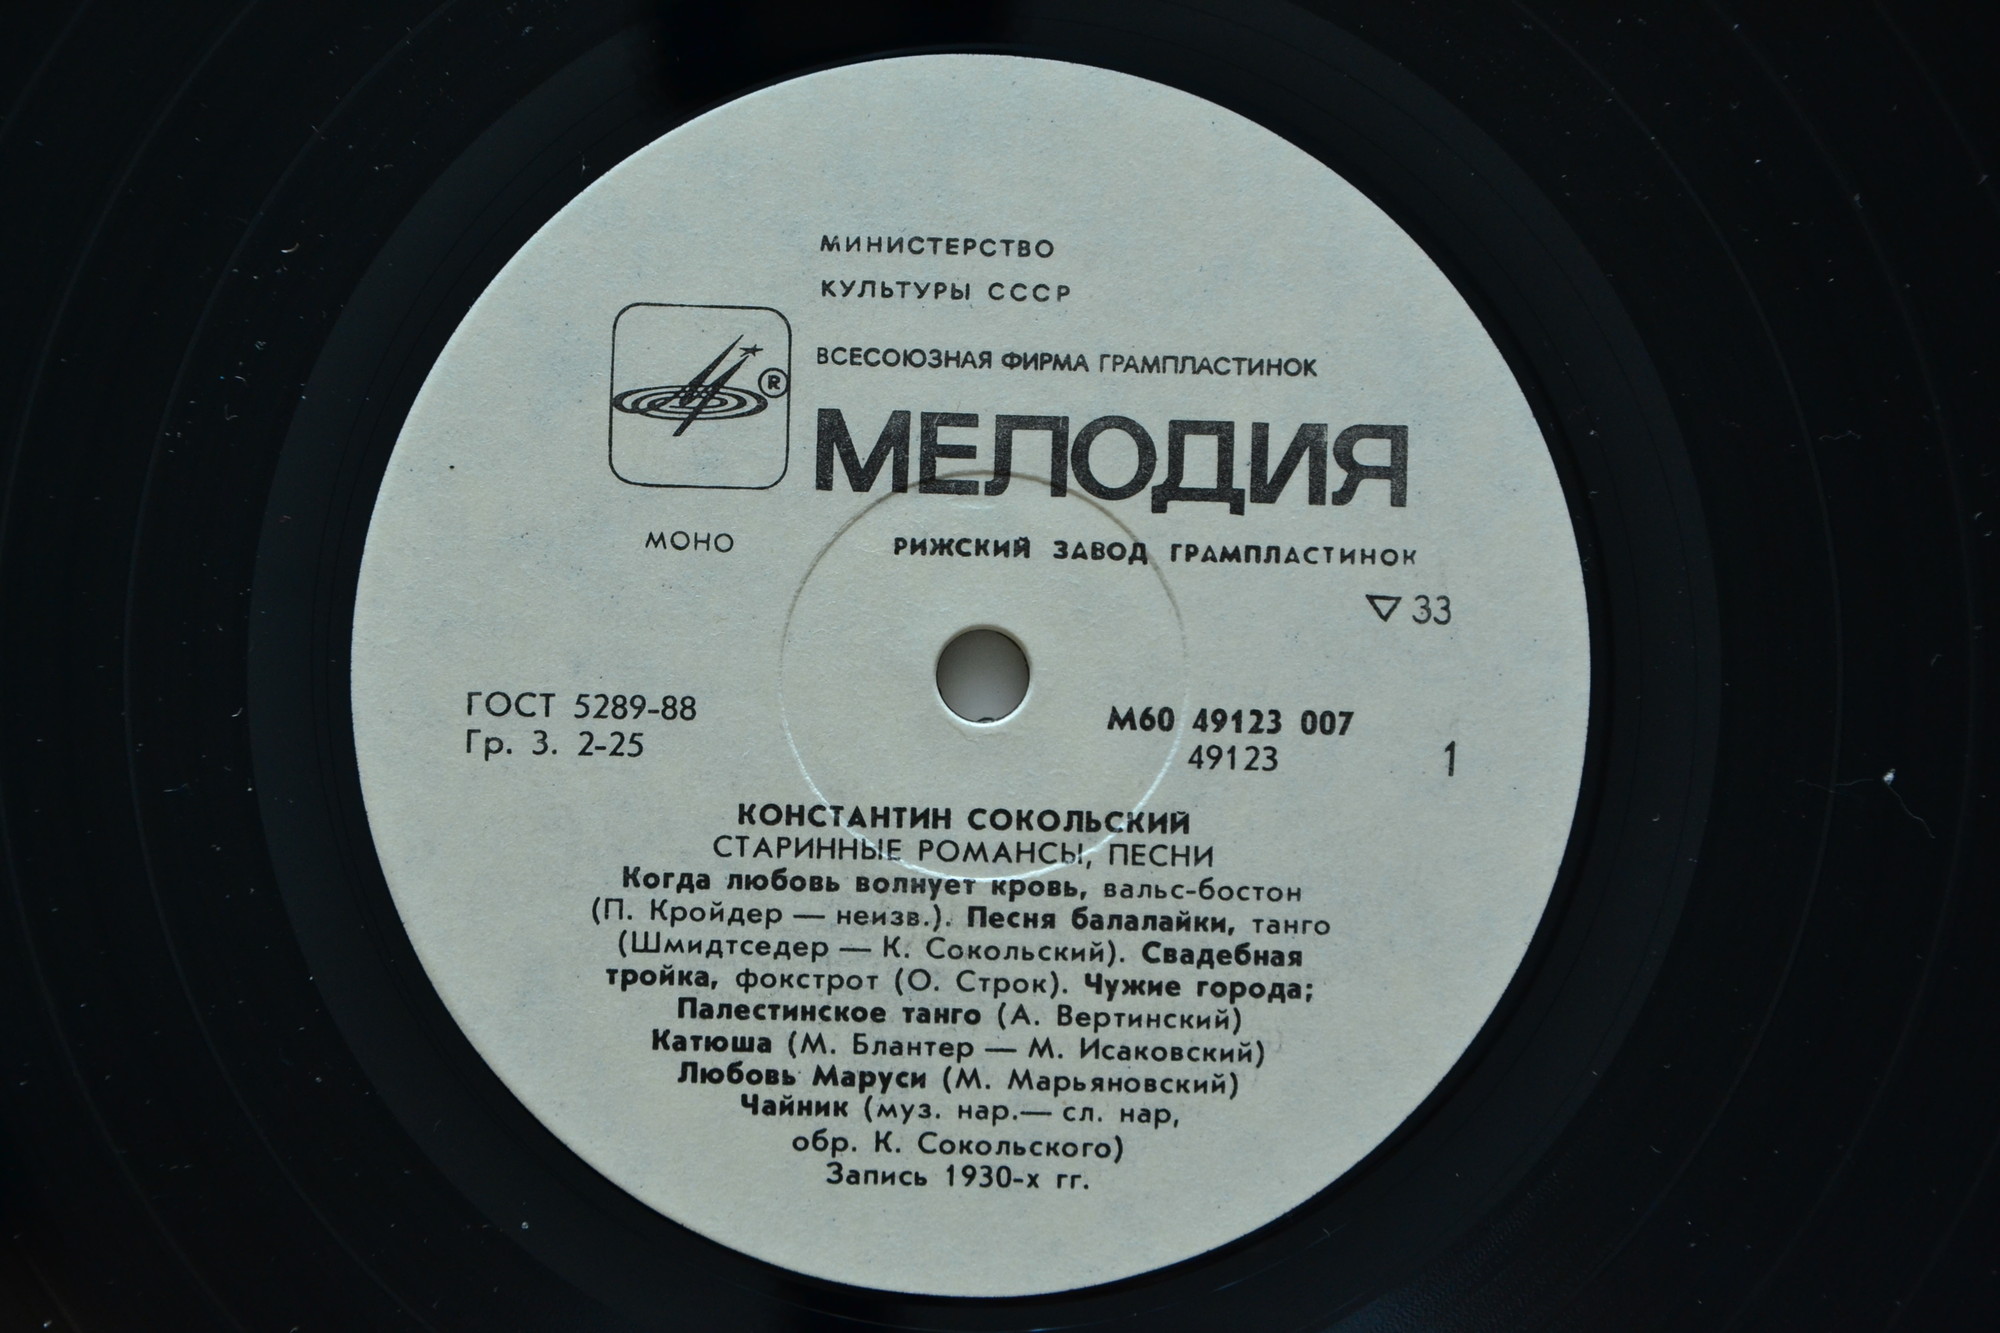 МИНИСТЕРСТВО
КУЛЬТУРЫ СССР
ВСЕСОЮЗНАЯ ФИРМА ГРАМПЛАСТИНОК
®
МЕЛОДИЯ
МОНО
РИЖСКИЙ ЗАВОД ГРАМПЛАСТИНОК
▽ 33
ГОСТ 5289-88
Гр. 3. 2-25
М60 49123 007
49123
1
КОНСТАНТИН СОКОЛЬСКИЙ
СТАРИННЫЕ РОМАНСЫ, ПЕСНИ
Когда любовь волнует кровь, вальс-бостон
(П. Кройдер — неизв.). Песня балалайки, танго
(Шмидтседер — К. Сокольский). Свадебная
тройка, фокстрот (О. Строк). Чужие города;
Палестинское танго (А. Вертинский)
Катюша (М. Блантер — М. Исаковский)
Любовь Маруси (М. Марьяновский)
Чайник (муз. нар.— сл. нар,
обр. К. Сокольского)
Запись 1930-х гг.